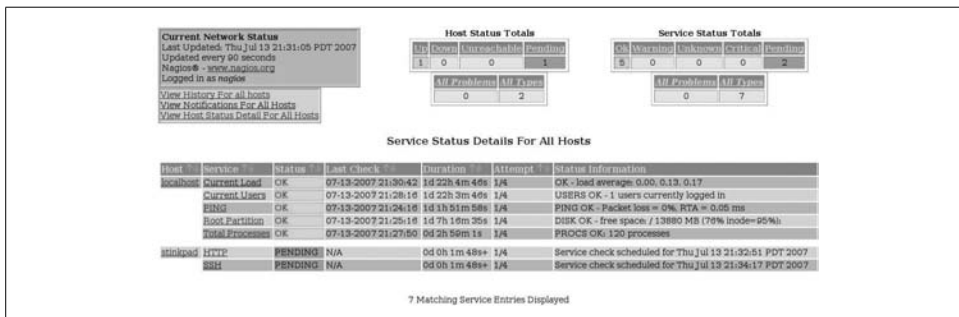 Current Network Status
Last Updated: Thu Jul 13 21:31:05 PDT 2007
Updated every 90 seconds
Nagios® - www.nagios.org
Logged in as nagios
View History For all hosts
View Notifications For All Hosts
View Host Status Detail For All Hosts
Host Status Totals
Up Down Unreachable Pending
1 0 0 1
All Problems All Types
0 2
Service Status Totals
Ok Warning Unknown Critical Pending
5 0 0 0 2
All Problems All Types
0 7
Service Status Details For All Hosts
Host Service Status Last Check Duration Attempt Status Information
localhost Current Load OK 07-13-2007 21:30:42 1d 22h 4m 46s 1/4 OK - load average: 0.00, 0.13, 0.17
Current Users OK 07-13-2007 21:28:16 1d 22h 3m 46s 1/4 USERS OK - 1 users currently logged in
PING OK 07-13-2007 21:24:16 1d 1h 51m 58s 1/4 PING OK - Packet loss = 0%, RTA = 0.05 ms
Root Partition OK 07-13-2007 21:25:16 1d 7h 16m 35s 1/4 DISK OK - free space: / 13880 MB (76% inode=95%):
Total Processes OK 07-13-2007 21:27:50 0d 2h 59m 1s 1/4 PROCS OK: 120 processes
stinkpad HTTP PENDING N/A 0d 0h 1m 48s+ 1/4 Service check scheduled for Thu Jul 13 21:32:51 PDT 2007
SSH PENDING N/A 0d 0h 1m 48s+ 1/4 Service check scheduled for Thu Jul 13 21:34:17 PDT 2007
7 Matching Service Entries Displayed